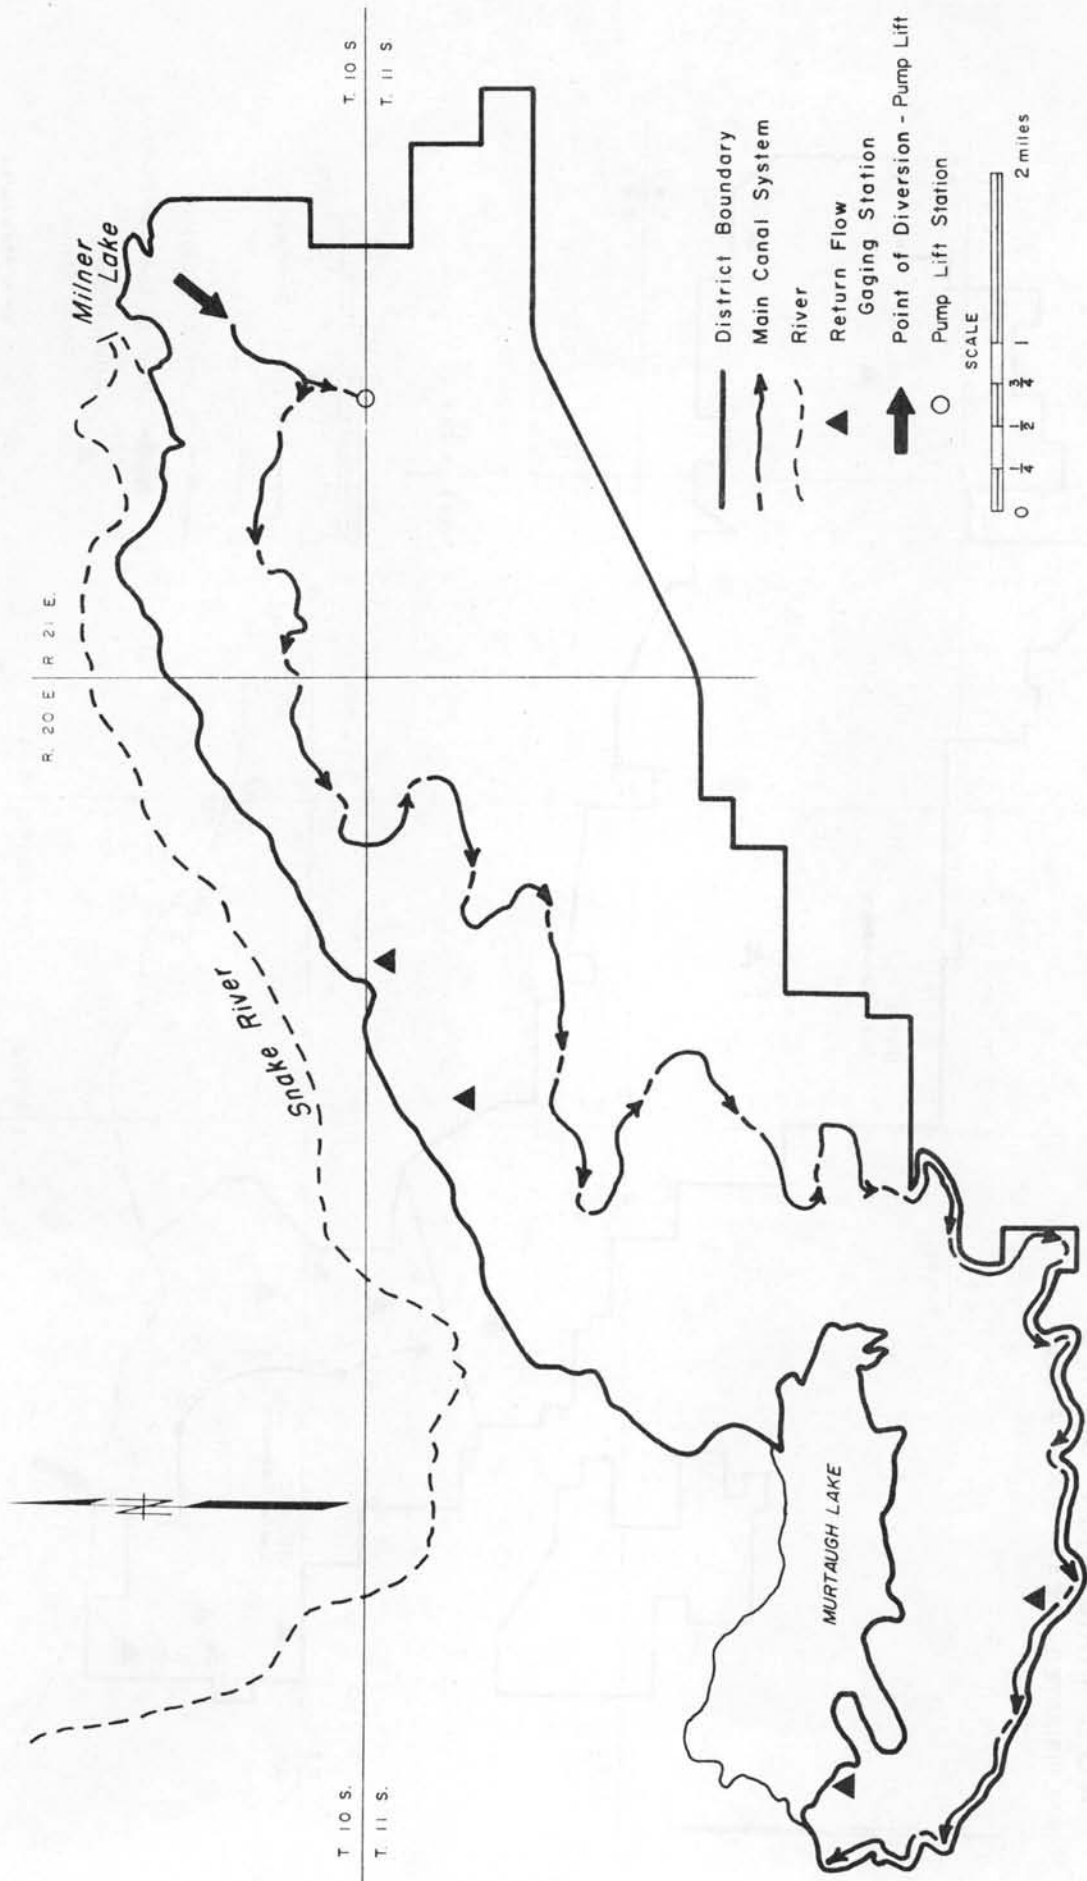 T. 10 S
T. 11 S.
Milner
Lake
R. 20 E
R 21 E.
Snake River
N
MURTAUGH LAKE
T 10 S.
T. 11 S.
District Boundary
Main Canal System
River
Return Flow
Gaging Station
Point of Diversion - Pump Lift
Pump Lift Station
SCALE
0 1/4 1/2 3/4 1 2 miles